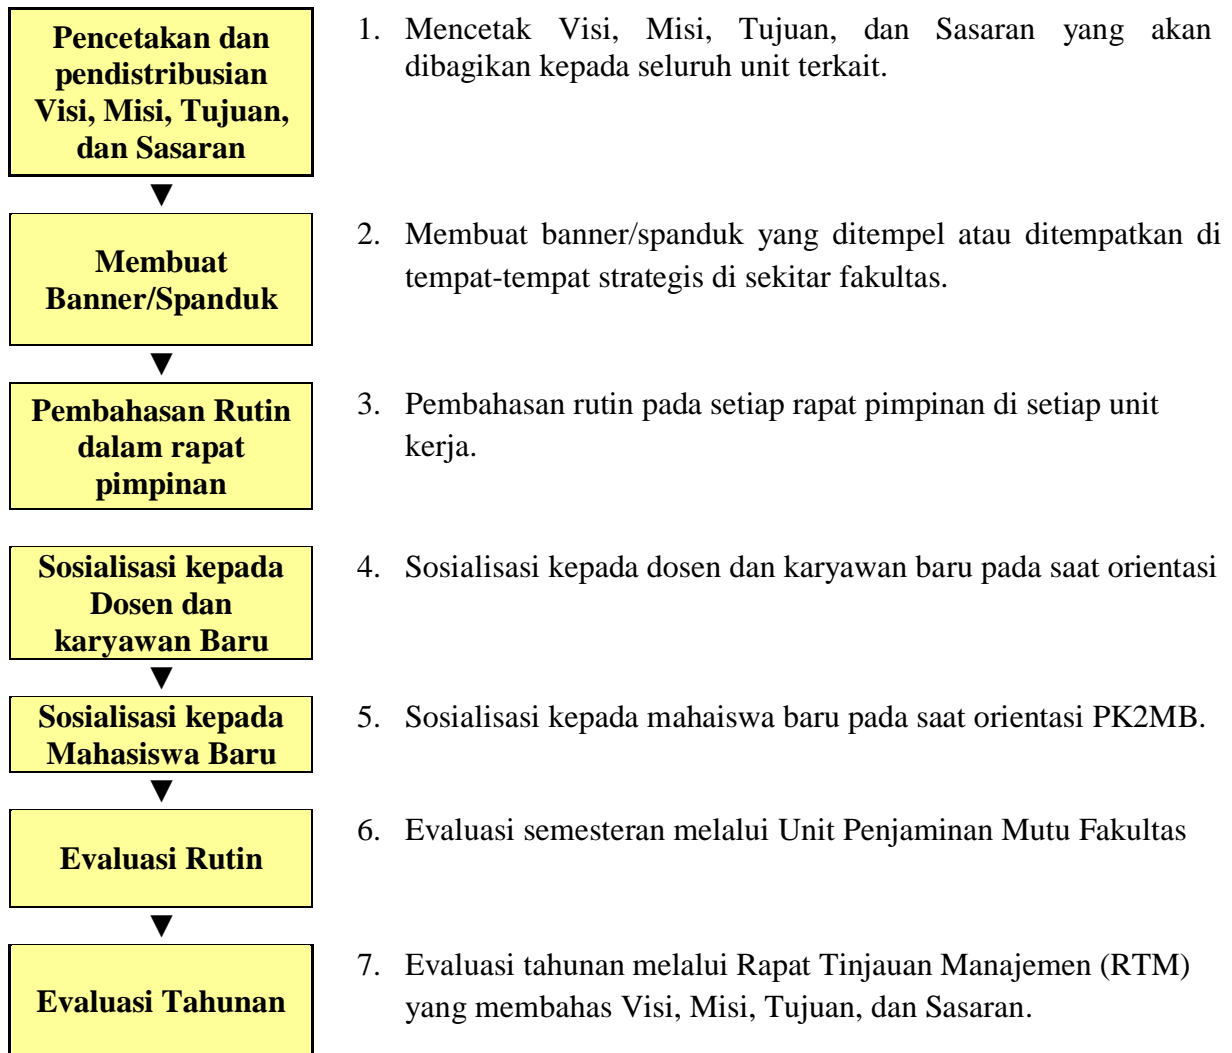 Pencetakan dan
pendistribusian
Visi, Misi, Tujuan,
dan Sasaran
1. Mencetak Visi, Misi, Tujuan, dan Sasaran yang akan
dibagikan kepada seluruh unit terkait.
Membuat
Banner/Spanduk
2. Membuat banner/spanduk yang ditempel atau ditempatkan di
tempat-tempat strategis di sekitar fakultas.
Pembahasan Rutin
dalam rapat
pimpinan
3. Pembahasan rutin pada setiap rapat pimpinan di setiap unit
kerja.
Sosialisasi kepada
Dosen dan
karyawan Baru
4. Sosialisasi kepada dosen dan karyawan baru pada saat orientasi
Sosialisasi kepada
Mahasiswa Baru
5. Sosialisasi kepada mahaiswa baru pada saat orientasi PK2MB.
Evaluasi Rutin
6. Evaluasi semesteran melalui Unit Penjaminan Mutu Fakultas
Evaluasi Tahunan
7. Evaluasi tahunan melalui Rapat Tinjauan Manajemen (RTM)
yang membahas Visi, Misi, Tujuan, dan Sasaran.